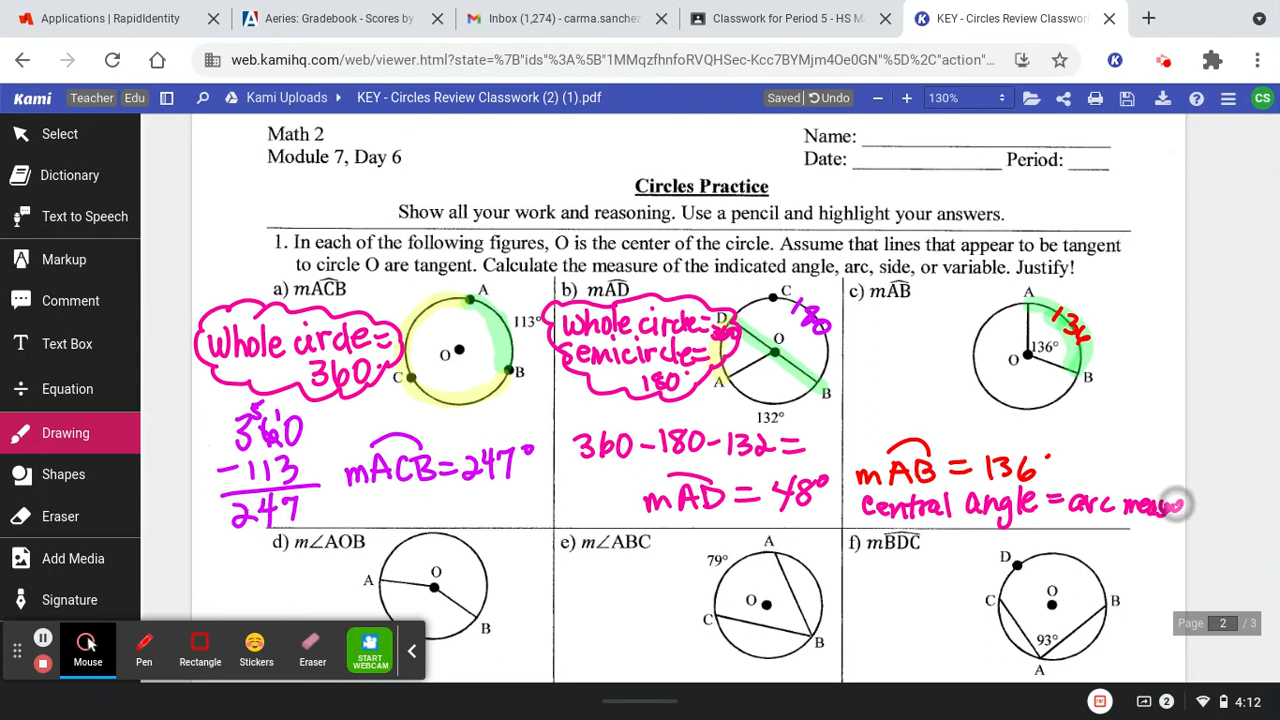 Applications | RapidIdentity
Aeries: Gradebook - Scores by
Inbox (1,274) - carma.sanchez
Classwork for Period 5 - HS M
KEY - Circles Review Classwor
web.kamihq.com/web/viewer.html?state=%7B"ids"%3A%5B"1MMqzfhnfoRVQHSec-Kcc7BYMjm4Oe0GN"%5D%2C"action"...
Kami Teacher Edu Kami Uploads KEY - Circles Review Classwork (2) (1).pdf Saved Undo 130% CS
Select
Dictionary
Text to Speech
Markup
Comment
Text Box
Equation
Drawing
Shapes
Eraser
Add Media
Signature
Math 2
Module 7, Day 6
Name:
Date: Period:
Circles Practice
Show all your work and reasoning. Use a pencil and highlight your answers.
1. In each of the following figures, O is the center of the circle. Assume that lines that appear to be tangent
to circle O are tangent. Calculate the measure of the indicated angle, arc, side, or variable. Justify!
a) mACB
Whole circle=
360°
A
113°
O
C
B
360
-113
247
mACB=247°
b) mAD
Whole circle=
360
semicircle=
180°
C
180
D
O
A
B
132°
360-180-132=
mAD = 48°
c) mAB
A
136
O
136°
B
mAB = 136°
central angle = arc
d) m∠AOB
A
O
B
e) m∠ABC
79°
A
O
C
B
f) mBDC
D
O
C
B
93°
A
Page 2 / 3
Mouse
Pen
Rectangle
Stickers
Eraser
START
WEBCAM
2
4:12